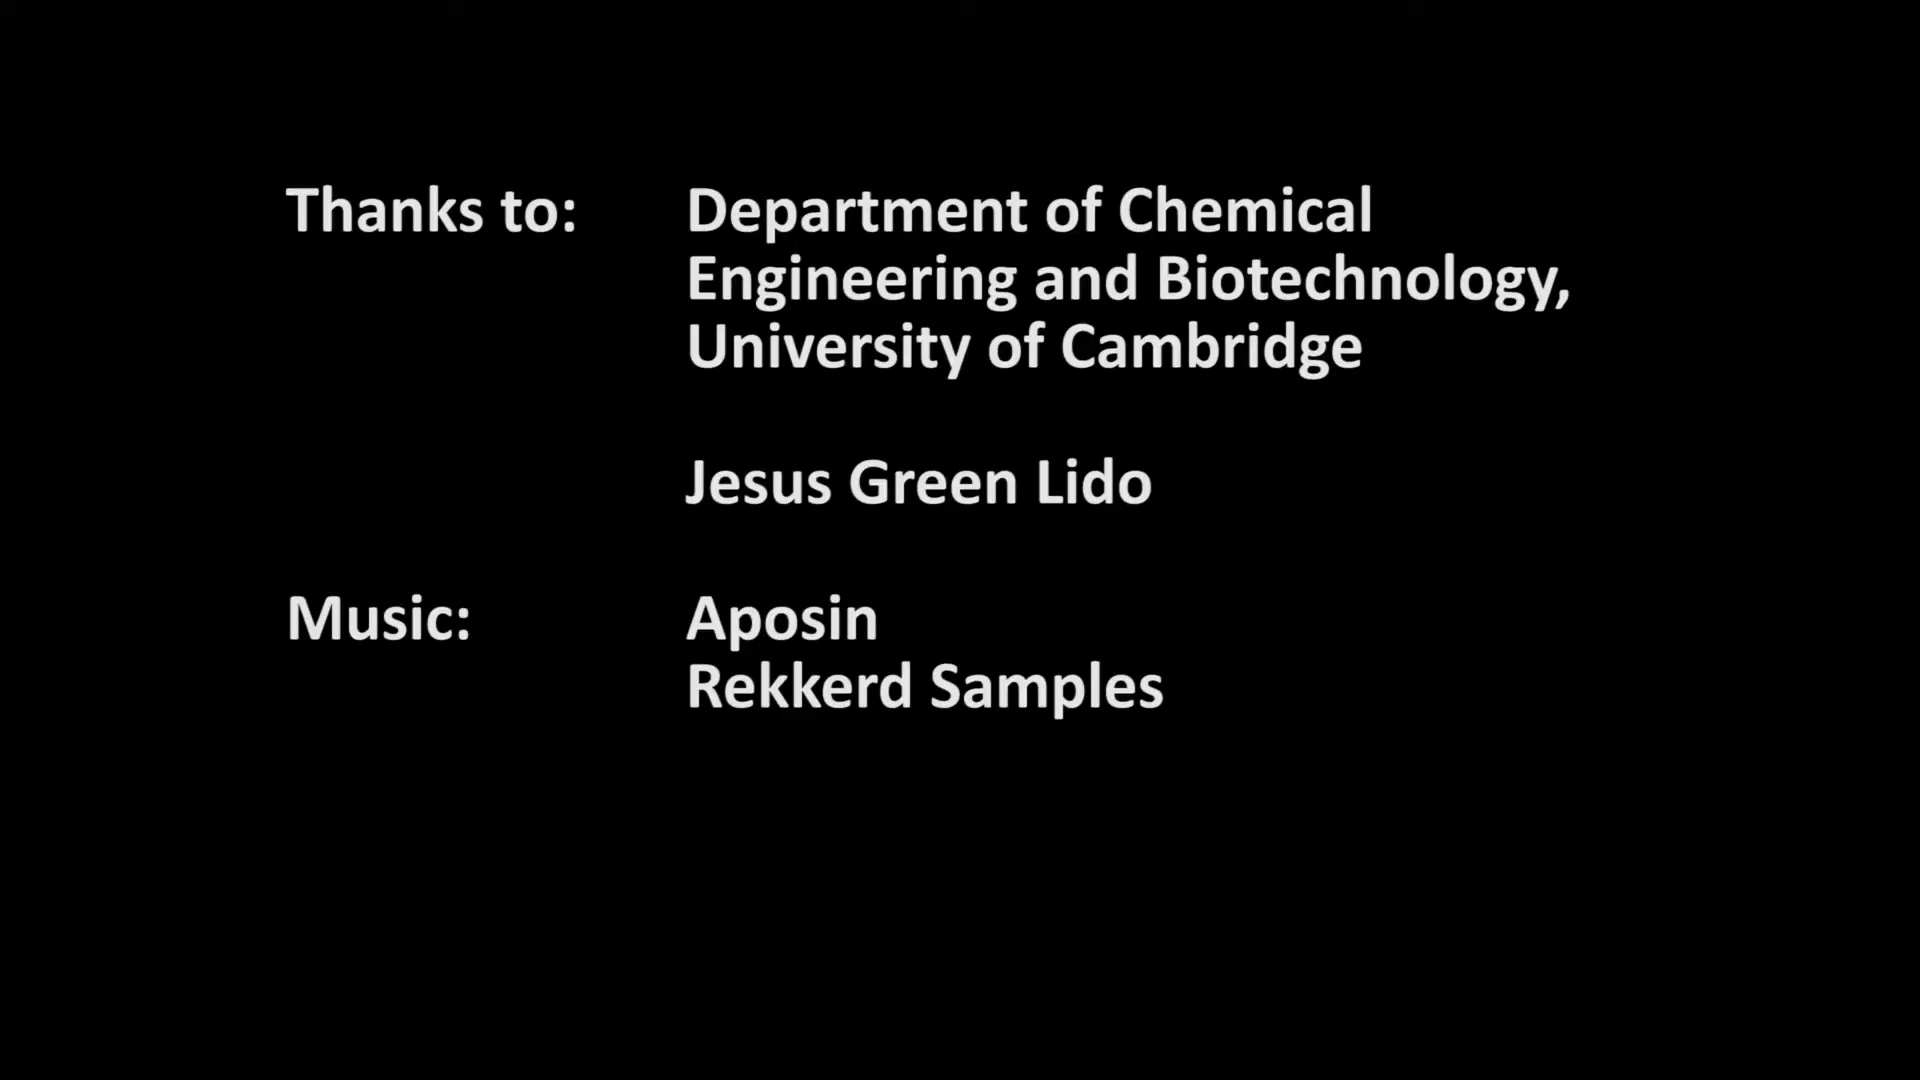 Thanks to: Department of Chemical
Engineering and Biotechnology,
University of Cambridge
Jesus Green Lido
Music: Aposin
Rekkerd Samples